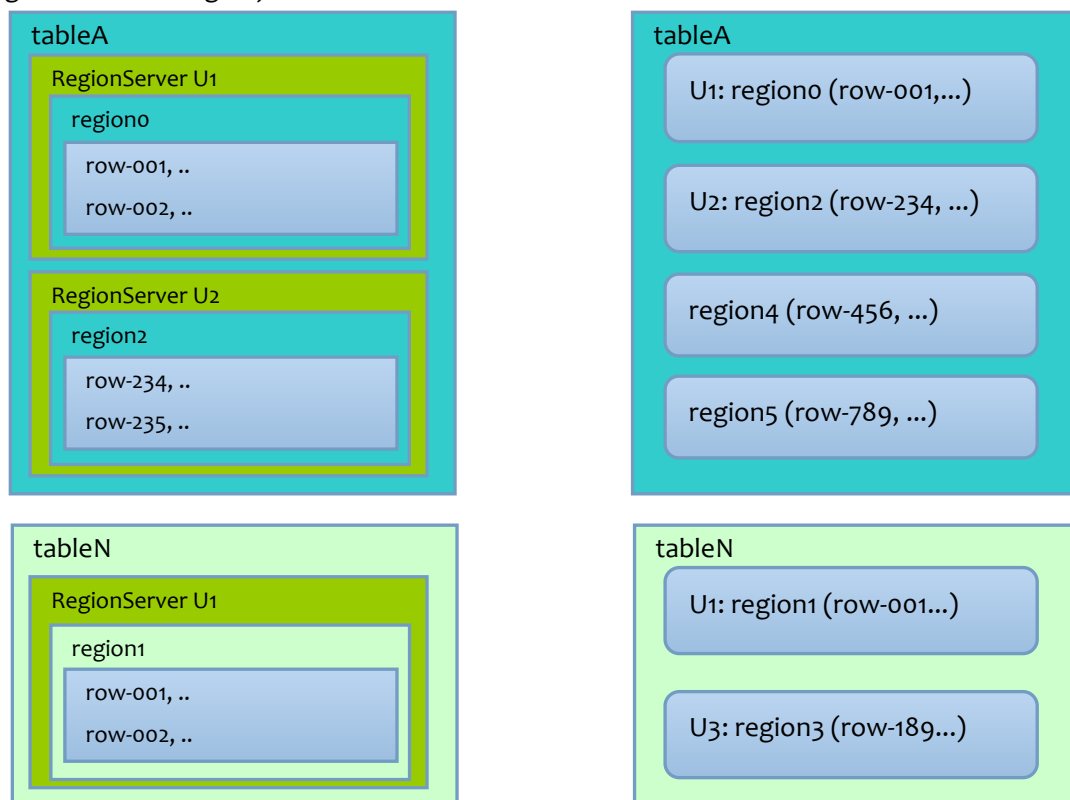 tableA
RegionServer U1
region0
row-001, ..
row-002, ..
RegionServer U2
region2
row-234, ..
row-235, ..
tableA
U1: region0 (row-001,...)
U2: region2 (row-234, ...)
region4 (row-456, ...)
region5 (row-789, ...)
tableN
RegionServer U1
region1
row-001, ..
row-002, ..
tableN
U1: region1 (row-001...)
U3: region3 (row-189...)